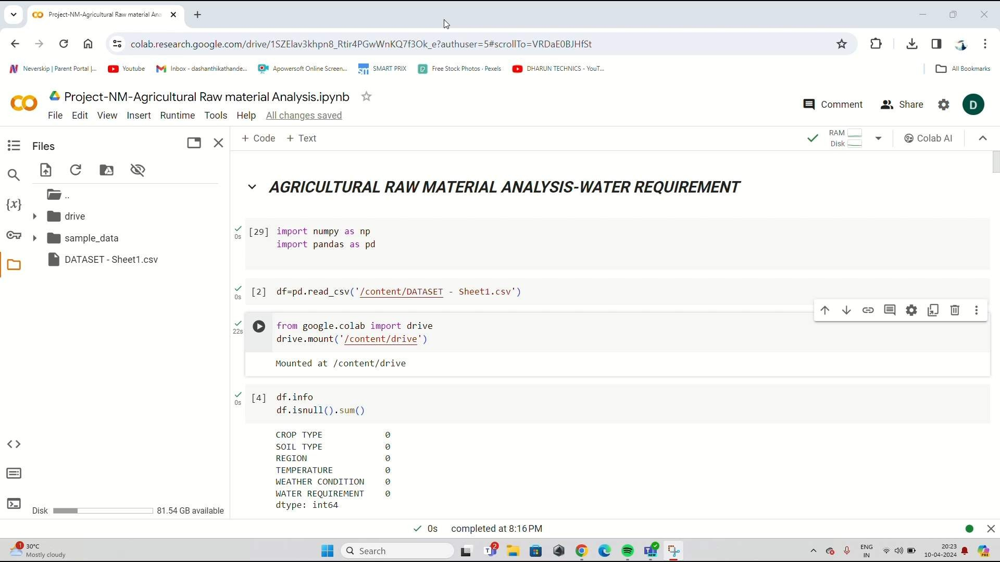 Project-NM-Agricultural Raw material Ana
colab.research.google.com/drive/1SZElav3khpn8_Rtir4PGwWnKQ7f3Ok_e?authuser=5#scrollTo=VRDaE0BJHfSt
Neverskip | Parent Portal |...
Youtube
Inbox - dashanthikathande...
Apowersoft Online Screen...
SMART PRIX
Free Stock Photos · Pexels
DHARUN TECHNICS - YouT...
All Bookmarks
Project-NM-Agricultural Raw material Analysis.ipynb
Comment
Share
D
File Edit View Insert Runtime Tools Help All changes saved
Files
+ Code + Text
RAM
Disk
Colab AI
..
drive
sample_data
DATASET - Sheet1.csv
AGRICULTURAL RAW MATERIAL ANALYSIS-WATER REQUIREMENT
0s
[29] import numpy as np
import pandas as pd
0s
[2] df=pd.read_csv('/content/DATASET - Sheet1.csv')
22s
from google.colab import drive
drive.mount('/content/drive')
Mounted at /content/drive
0s
[4] df.info
df.isnull().sum()
CROP TYPE 0
SOIL TYPE 0
REGION 0
TEMPERATURE 0
WEATHER CONDITION 0
WATER REQUIREMENT 0
dtype: int64
Disk 81.54 GB available
0s completed at 8:16 PM
1
30°C
Mostly cloudy
Search
2
NEW
ENG
IN
20:23
10-04-2024
PRE